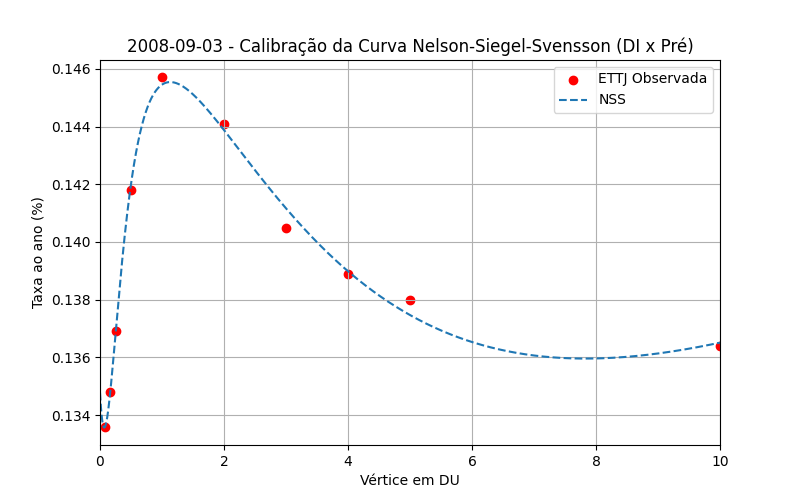 2008-09-03 - Calibração da Curva Nelson-Siegel-Svensson (DI x Pré)
ETTJ Observada
NSS
Taxa ao ano (%)
0.146
0.144
0.142
0.140
0.138
0.136
0.134
0 2 4 6 8 10
Vértice em DU